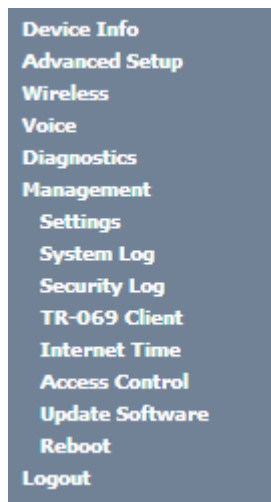 Device Info
Advanced Setup
Wireless
Voice
Diagnostics
Management
Settings
System Log
Security Log
TR-069 Client
Internet Time
Access Control
Update Software
Reboot
Logout